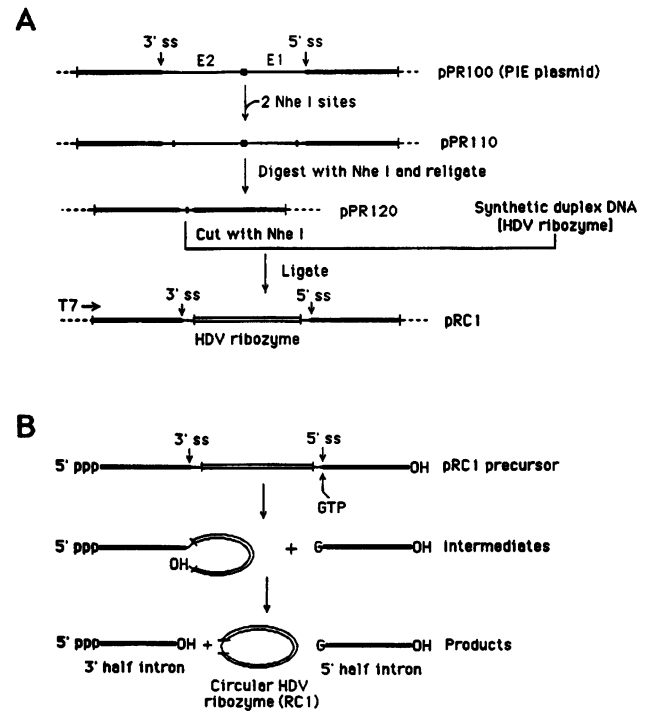 A
3' ss 5' ss
E2 E1
pPR100 (PIE plasmid)
2 Nhe I sites
pPR110
Digest with Nhe I and religate
pPR120
Synthetic duplex DNA
[HDV ribozyme]
Cut with Nhe I
Ligate
T7
3' ss 5' ss
pRC1
HDV ribozyme
B
3' ss 5' ss
5' ppp OH pRC1 precursor
GTP
5' ppp + G OH Intermediates
OH
5' ppp OH + G OH Products
3' half intron 5' half intron
Circular HDV
ribozyme (RC1)